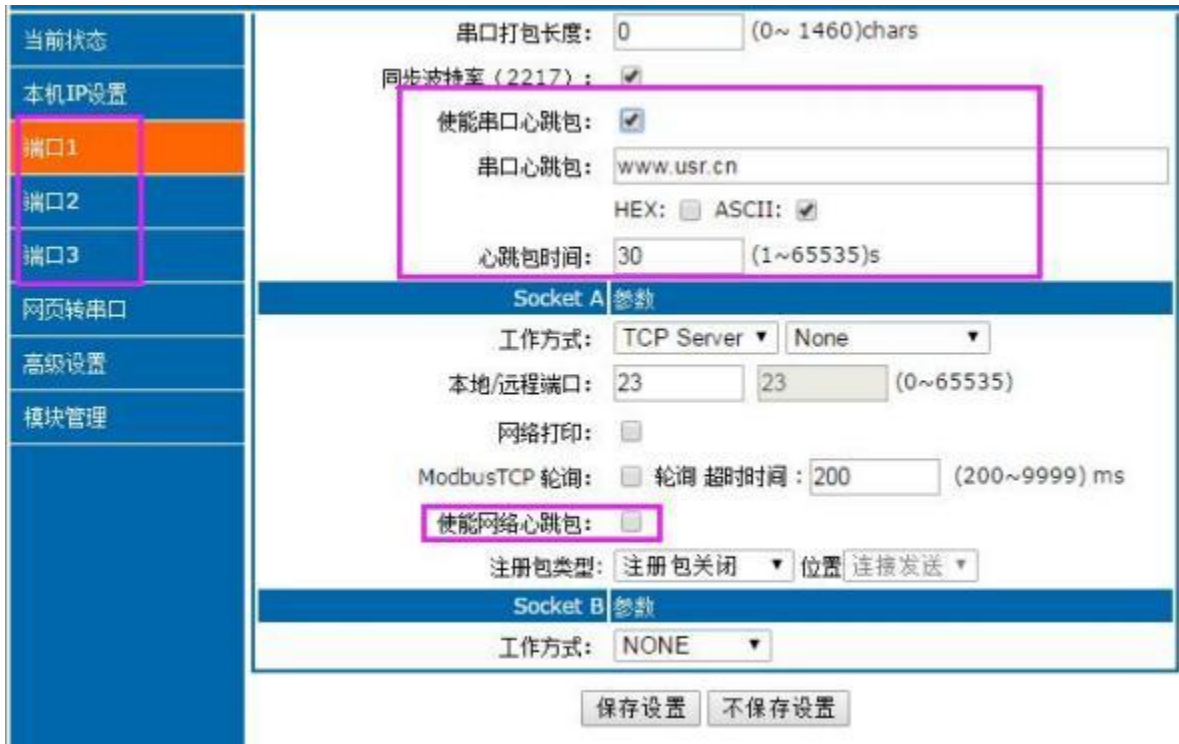 当前状态
本机IP设置
端口1
端口2
端口3
网页转串口
高级设置
模块管理
串口打包长度: 0 (0~ 1460)chars
同步波特率（2217）:
使能串口心跳包:
串口心跳包: www.usr.cn
HEX: ASCII:
心跳包时间: 30 (1~65535)s
Socket A 参数
工作方式: TCP Server None
本地/远程端口: 23 23 (0~65535)
网络打印:
ModbusTCP 轮询: 轮询 超时时间 : 200 (200~9999) ms
使能网络心跳包:
注册包类型: 注册包关闭 位置 连接发送
Socket B 参数
工作方式: NONE
保存设置 不保存设置